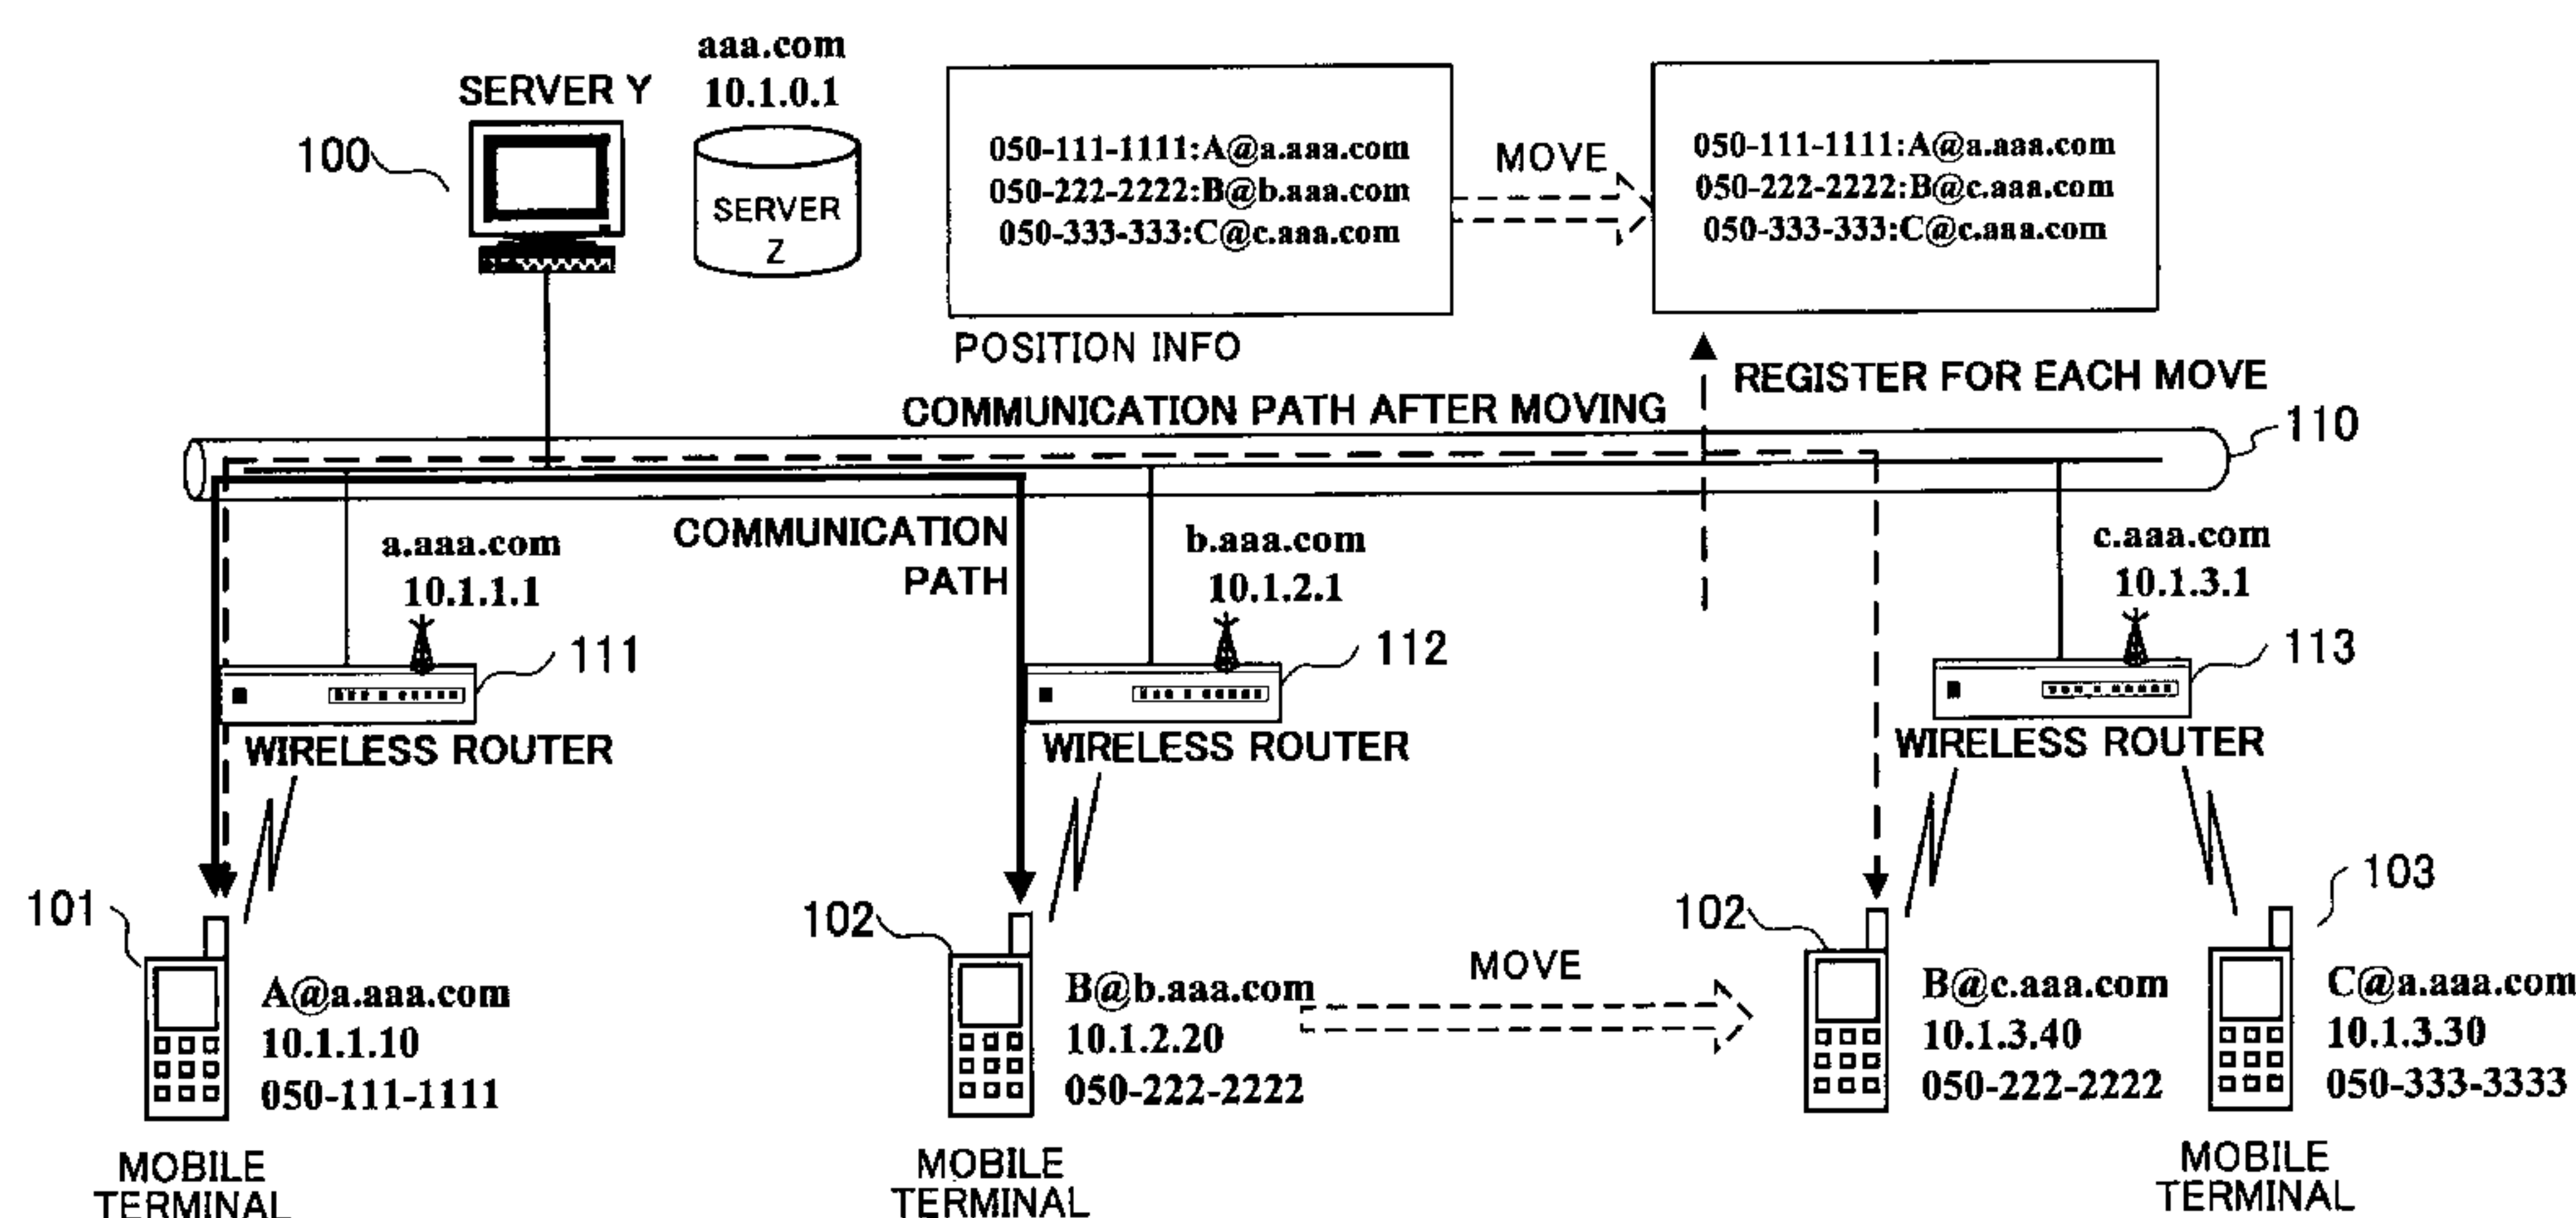 aaa.com
10.1.0.1
SERVER Y
100
SERVER
Z
050-111-1111:A@a.aaa.com
050-222-2222:B@b.aaa.com
050-333-333:C@c.aaa.com
MOVE
050-111-1111:A@a.aaa.com
050-222-2222:B@c.aaa.com
050-333-333:C@c.aaa.com
POSITION INFO
REGISTER FOR EACH MOVE
COMMUNICATION PATH AFTER MOVING
110
COMMUNICATION
PATH
a.aaa.com
10.1.1.1
111
WIRELESS ROUTER
b.aaa.com
10.1.2.1
112
WIRELESS ROUTER
c.aaa.com
10.1.3.1
113
WIRELESS ROUTER
101
A@a.aaa.com
10.1.1.10
050-111-1111
MOBILE
TERMINAL
102
B@b.aaa.com
10.1.2.20
050-222-2222
MOBILE
TERMINAL
MOVE
102
B@c.aaa.com
10.1.3.40
050-222-2222
103
C@a.aaa.com
10.1.3.30
050-333-3333
MOBILE
TERMINAL